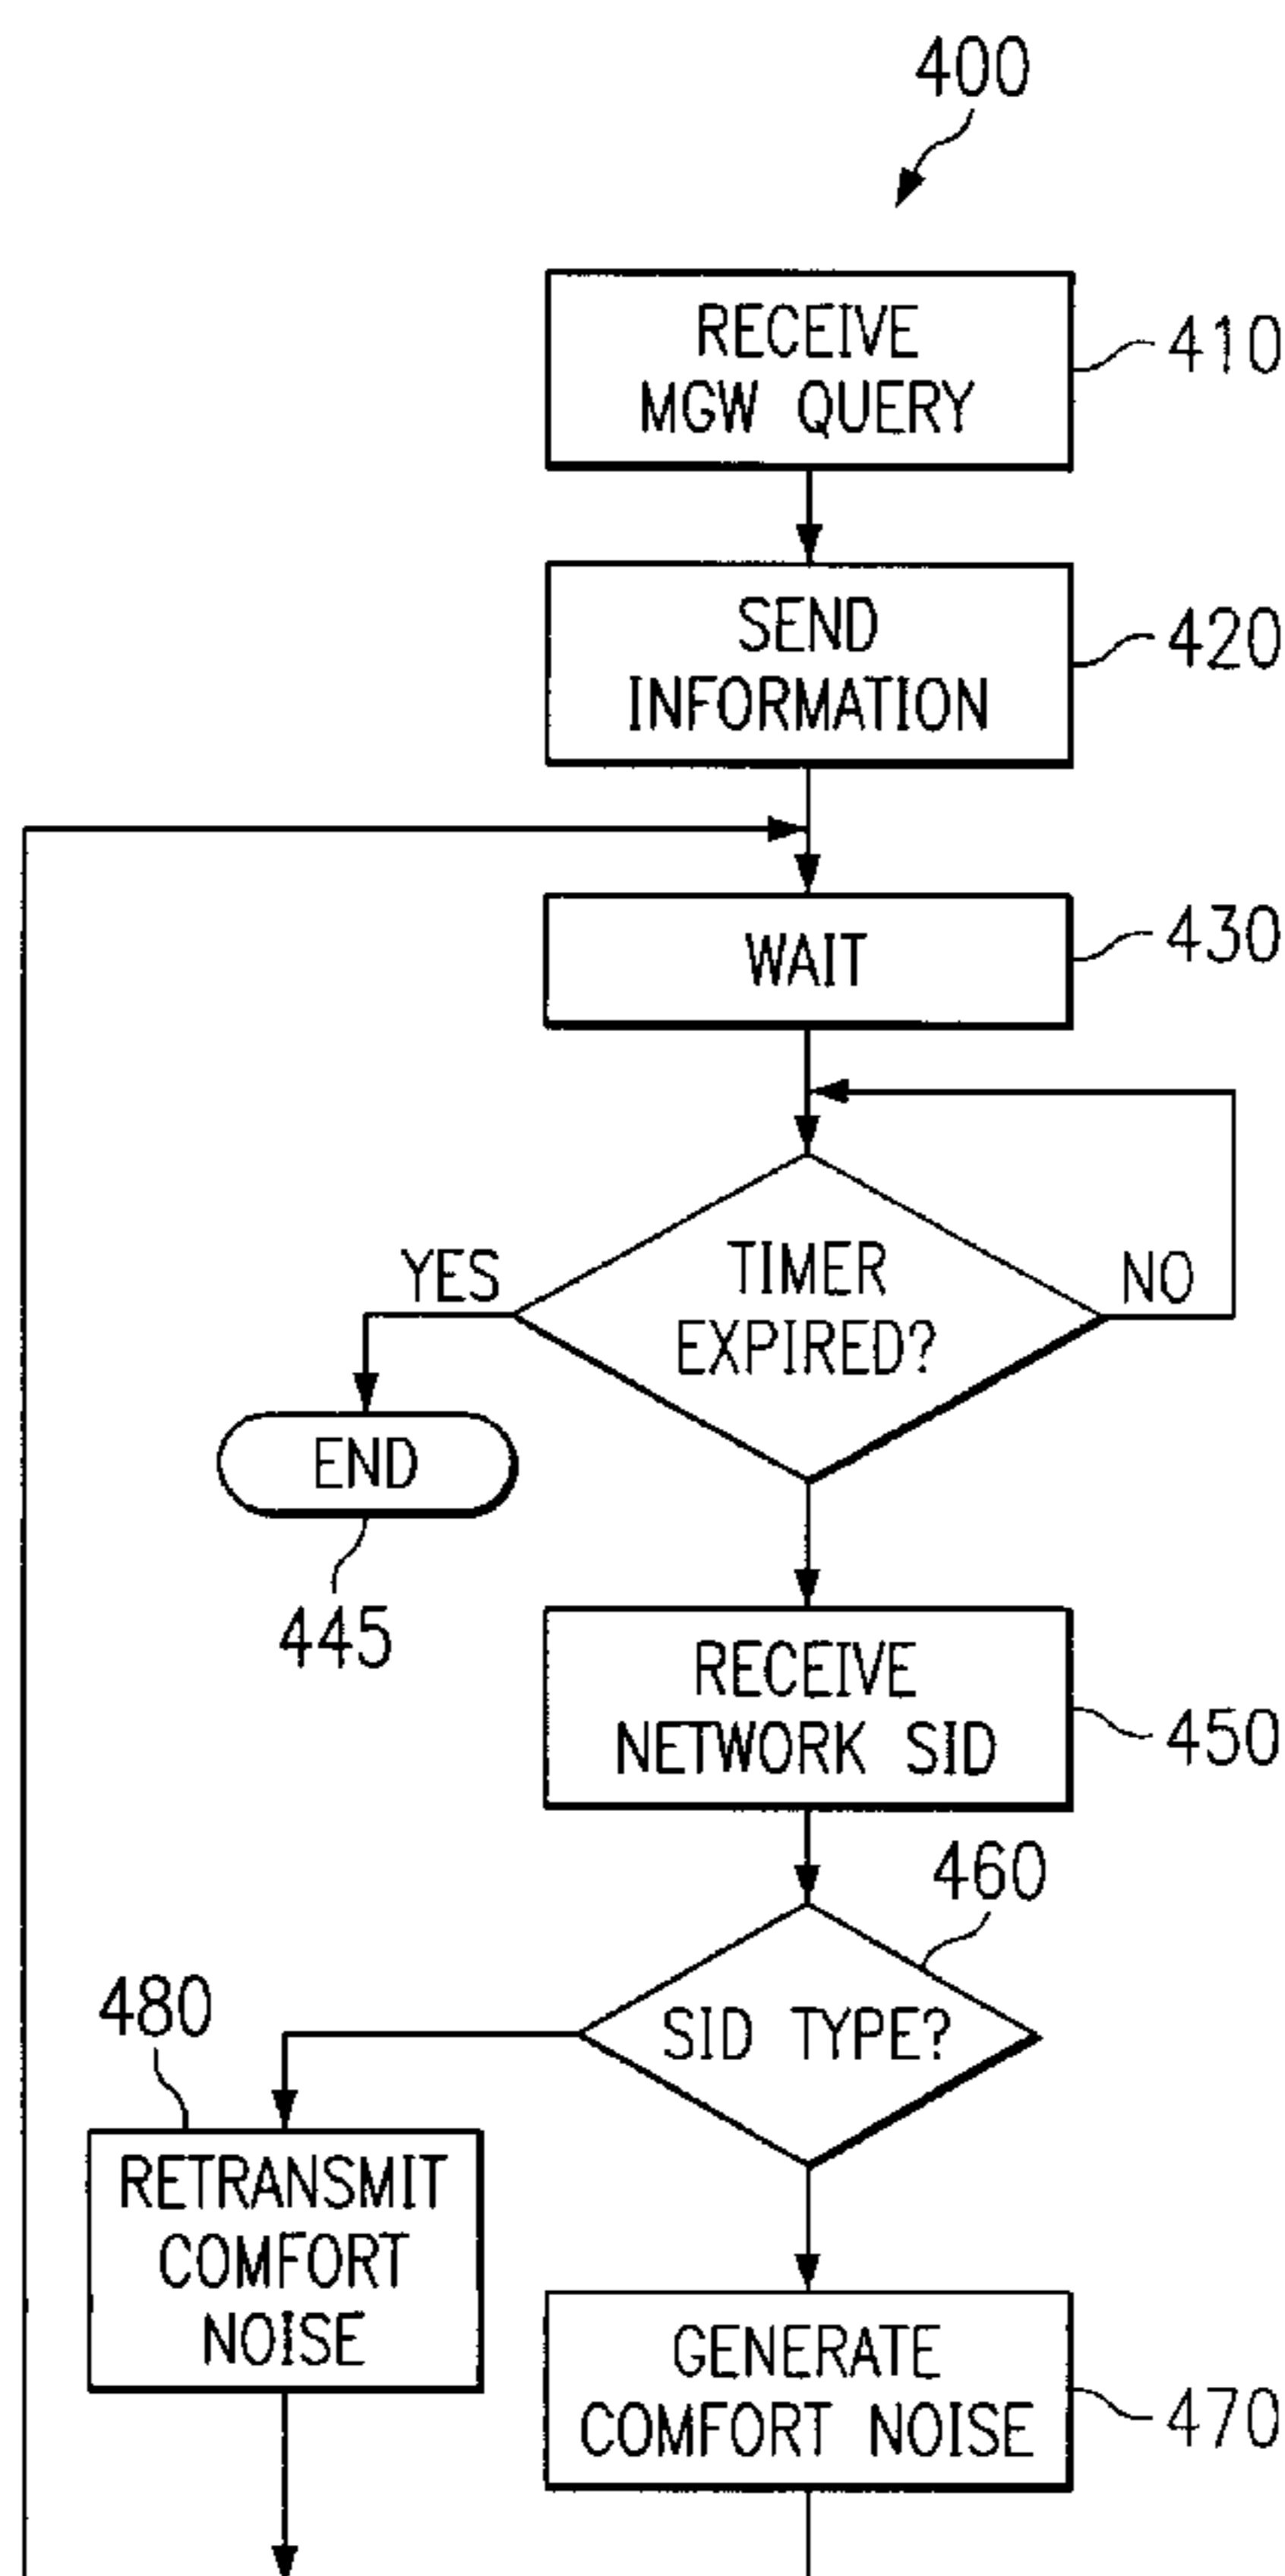 400
RECEIVE
MGW QUERY
410
SEND
INFORMATION
420
WAIT
430
YES
TIMER
EXPIRED?
NO
END
445
RECEIVE
NETWORK SID
450
460
SID TYPE?
480
RETRANSMIT
COMFORT
NOISE
GENERATE
COMFORT NOISE
470